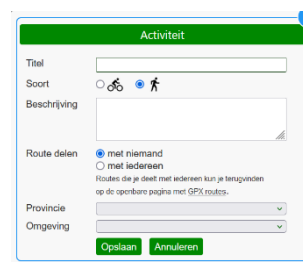 Activiteit
Titel
Soort
Beschrijving
Route delen met niemand
met iedereen
Routes die je deelt met iedereen kun je terugvinden
op de openbare pagina met GPX routes.
Provincie
Omgeving
Opslaan Annuleren